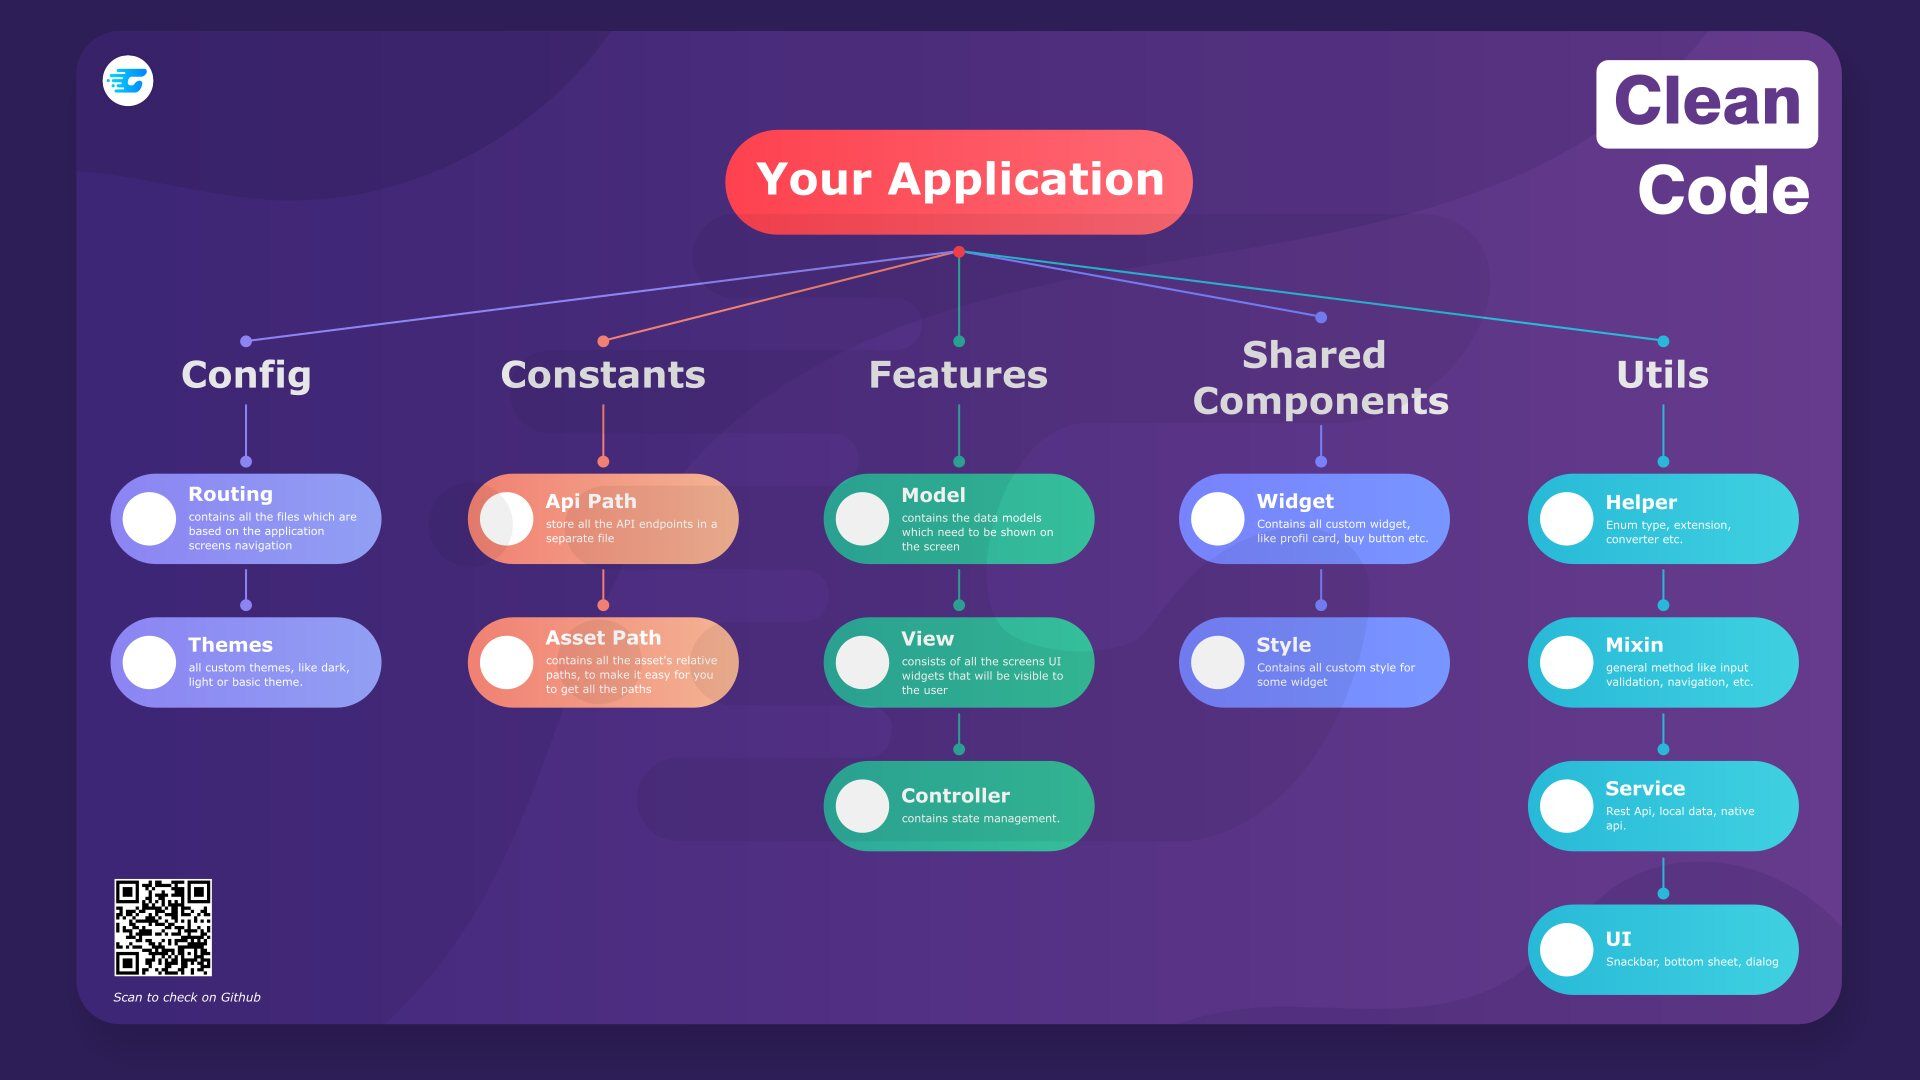 Clean
Code
Your Application
Config
Routing
contains all the files which are
based on the application
screens navigation
Themes
all custom themes, like dark,
light or basic theme.
Constants
Api Path
store all the API endpoints in a
separate file
Asset Path
contains all the asset's relative
paths, to make it easy for you
to get all the paths
Features
Model
contains the data models
which need to be shown on
the screen
View
consists of all the screens UI
widgets that will be visible to
the user
Controller
contains state management.
Shared
Components
Widget
Contains all custom widget,
like profil card, buy button etc.
Style
Contains all custom style for
some widget
Utils
Helper
Enum type, extension,
converter etc.
Mixin
general method like input
validation, navigation, etc.
Service
Rest Api, local data, native
api.
UI
Snackbar, bottom sheet, dialog
Scan to check on Github